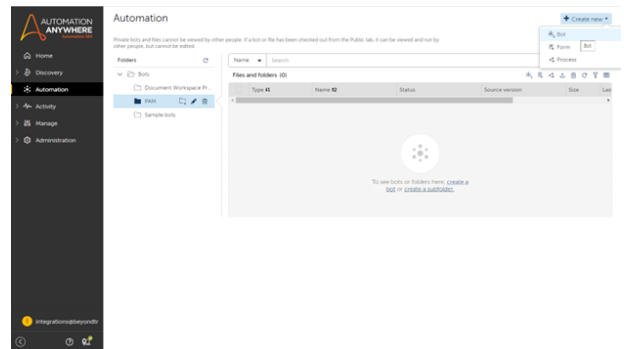 AUTOMATION
ANYWHERE
Automation 360
Home
Discovery
Automation
Activity
Manage
Administration
integrations@beyondtr
Automation
Create new
Private bots and files cannot be viewed by other people. If a bot or file has been checked out from the Public tab, it can be viewed and run by
other people, but cannot be edited.
Bot
Form
Bot
Process
Folders
Bots
Document Workspace Pr...
PAM
Sample bots
Name
Search
Files and folders (0)
Type
Name
Status
Source version
Size
Las
To see bots or folders here, create a
bot or create a subfolder.